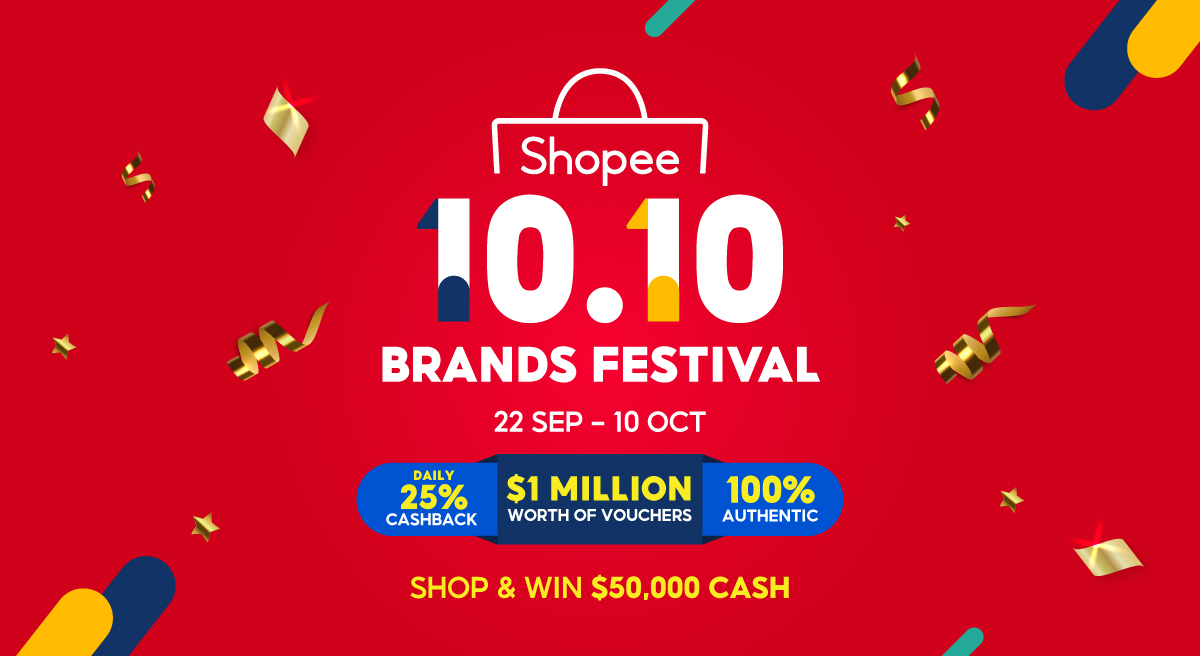 Shopee
10.10
BRANDS FESTIVAL
22 SEP – 10 OCT
DAILY
25%
CASHBACK
$1 MILLION
WORTH OF VOUCHERS
100%
AUTHENTIC
SHOP & WIN $50,000 CASH